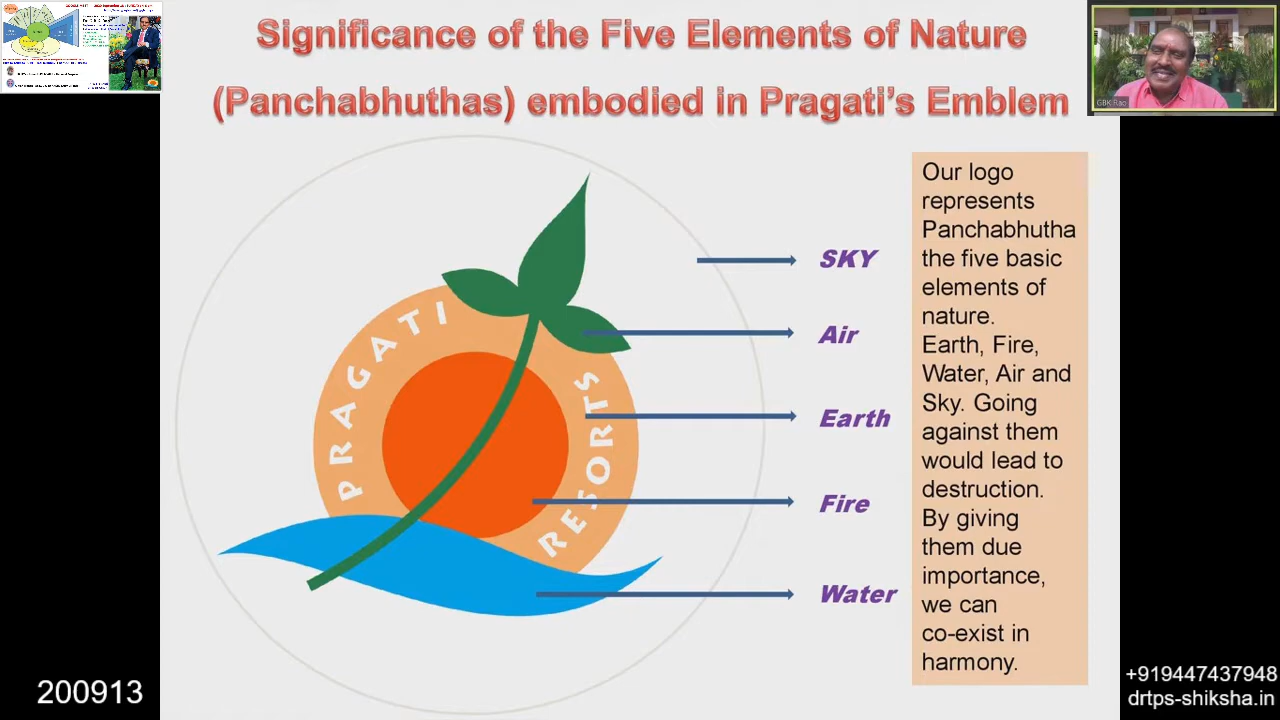 Significance of the Five Elements of Nature
(Panchabhuthas) embodied in Pragati's Emblem
GBK Rao
PRAGATI
RESORTS
SKY
Air
Earth
Fire
Water
Our logo
represents
Panchabhutha
the five basic
elements of
nature.
Earth, Fire,
Water, Air and
Sky. Going
against them
would lead to
destruction.
By giving
them due
importance,
we can
co-exist in
harmony.
200913
+919447437948
drtps-shiksha.in